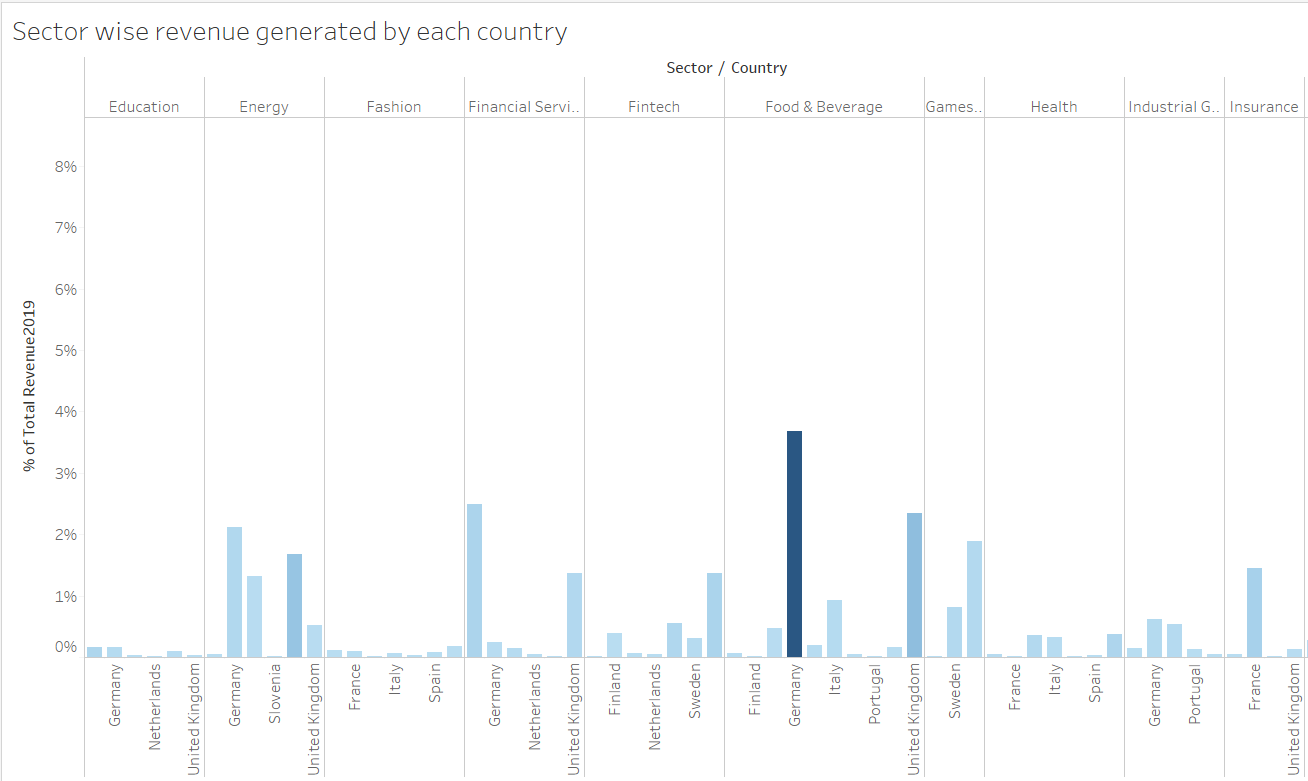 Sector wise revenue generated by each country
Sector / Country
Education Energy Fashion Financial Servi.. Fintech Food & Beverage Games.. Health Industrial G.. Insurance
% of Total Revenue2019
8%
7%
6%
5%
4%
3%
2%
1%
0%
Germany
Netherlands
United Kingdom
Germany
Slovenia
United Kingdom
France
Italy
Spain
Germany
Netherlands
United Kingdom
Finland
Netherlands
Sweden
Finland
Germany
Italy
Portugal
United Kingdom
Sweden
France
Italy
Spain
Germany
Portugal
France
United Kingdom